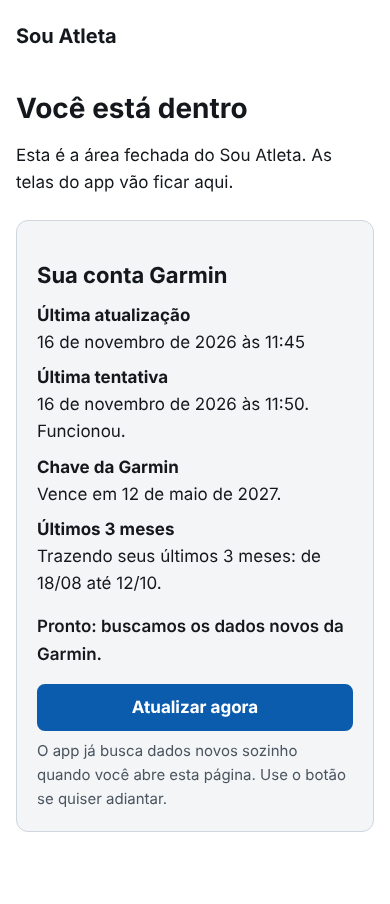 Sou Atleta
Você está dentro
Esta é a área fechada do Sou Atleta. As
telas do app vão ficar aqui.
Sua conta Garmin
Última atualização
16 de novembro de 2026 às 11:45
Última tentativa
16 de novembro de 2026 às 11:50.
Funcionou.
Chave da Garmin
Vence em 12 de maio de 2027.
Últimos 3 meses
Trazendo seus últimos 3 meses: de
18/08 até 12/10.
Pronto: buscamos os dados novos da
Garmin.
Atualizar agora
O app já busca dados novos sozinho
quando você abre esta página. Use o botão
se quiser adiantar.